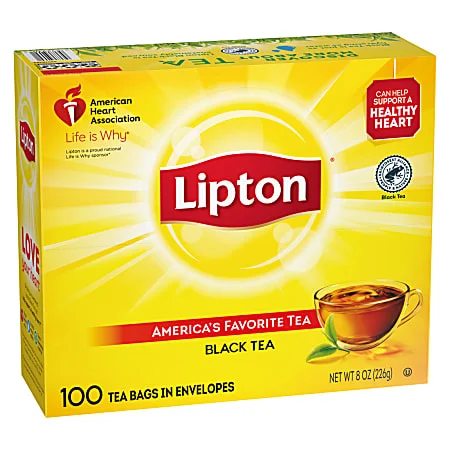 American
Heart
Association®
Life is Why®
Lipton is a proud national
Life is Why sponsor*
CAN HELP
SUPPORT A
HEALTHY
HEART
Lipton®
Black Tea
LOVE
your heart
AMERICA'S FAVORITE TEA
BLACK TEA
100 TEA BAGS IN ENVELOPES
NET WT 8 OZ (226g)
U